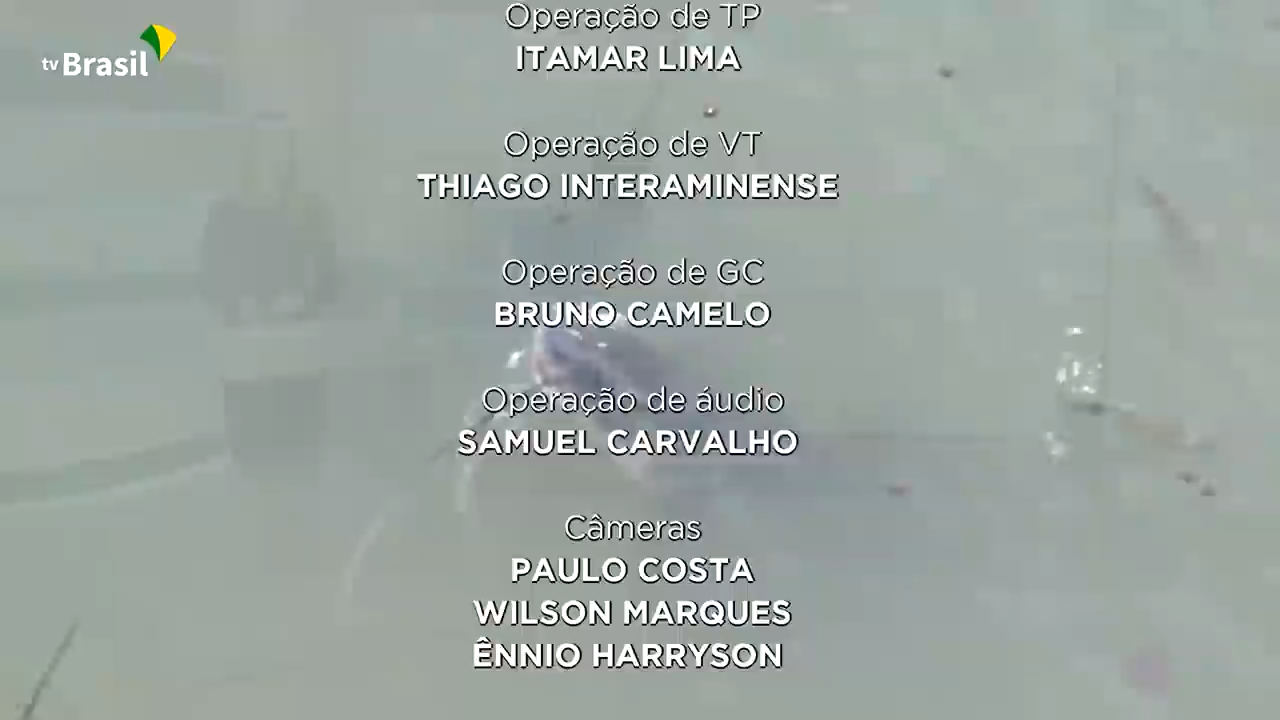 tv Brasil
Operação de TP
ITAMAR LIMA
Operação de VT
THIAGO INTERAMINENSE
Operação de GC
BRUNO CAMELO
Operação de áudio
SAMUEL CARVALHO
Câmeras
PAULO COSTA
WILSON MARQUES
ÊNNIO HARRYSON